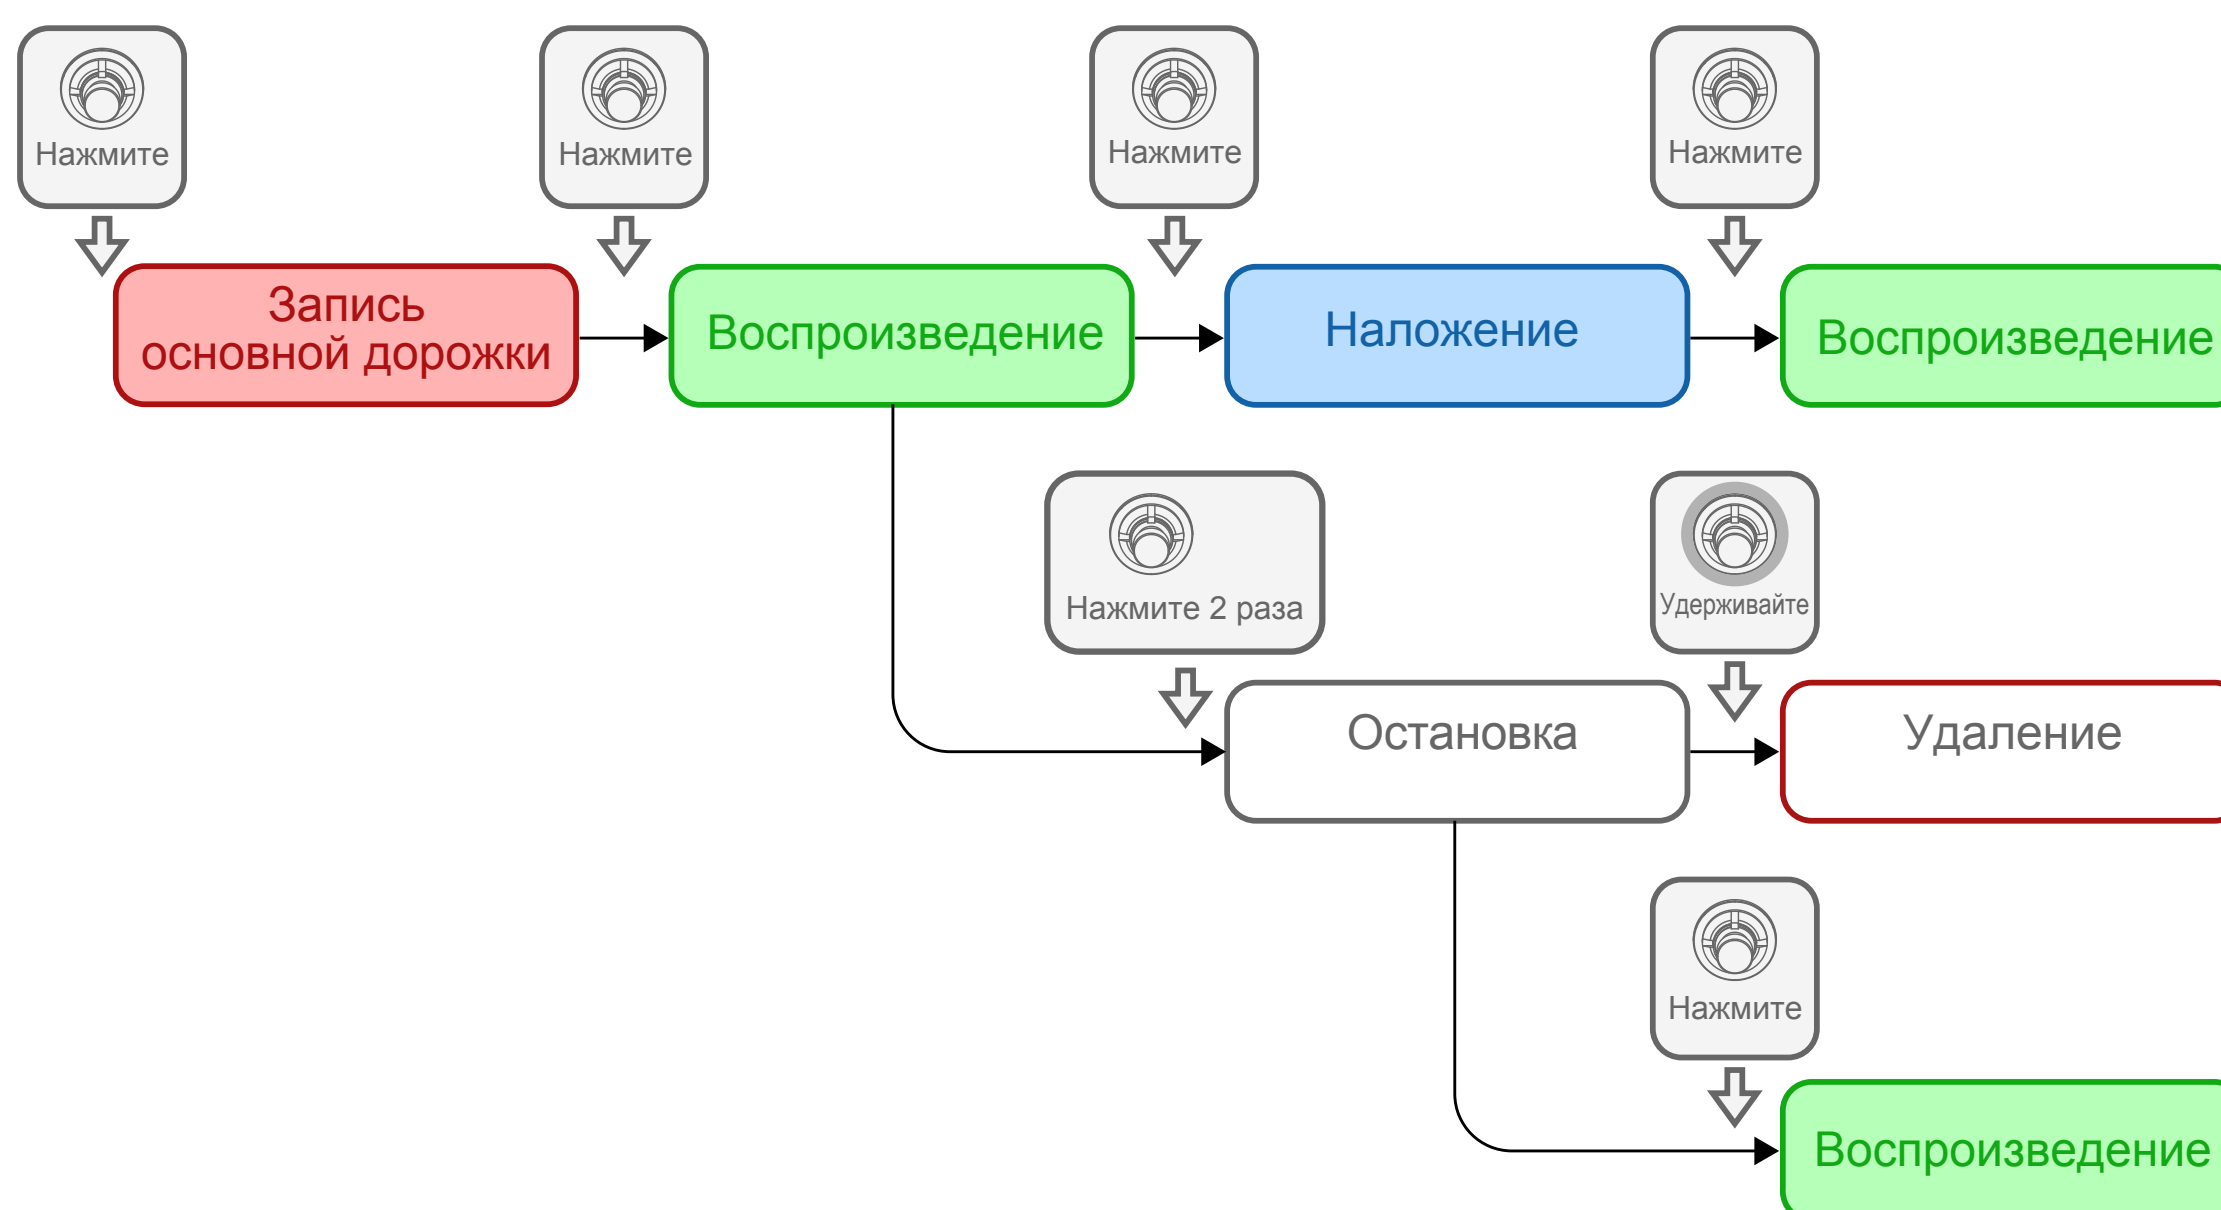 Нажмите
Нажмите
Нажмите
Нажмите
Запись
основной дорожки
Воспроизведение
Наложение
Воспроизведение
Нажмите 2 раза
Удерживайте
Остановка
Удаление
Нажмите
Воспроизведение